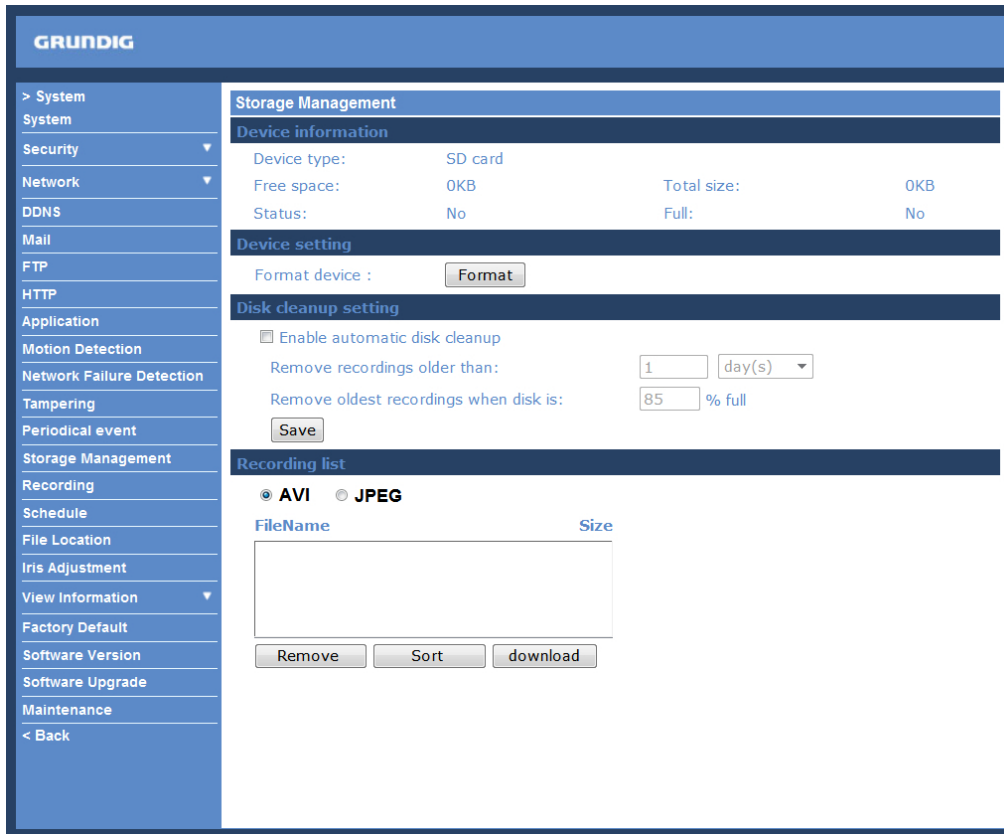 GRUNDIG
> System
System
Security
Network
DDNS
Mail
FTP
HTTP
Application
Motion Detection
Network Failure Detection
Tampering
Periodical event
Storage Management
Recording
Schedule
File Location
Iris Adjustment
View Information
Factory Default
Software Version
Software Upgrade
Maintenance
< Back
Storage Management
Device information
Device type: SD card
Free space: 0KB Total size: 0KB
Status: No Full: No
Device setting
Format device : Format
Disk cleanup setting
Enable automatic disk cleanup
Remove recordings older than: 1 day(s)
Remove oldest recordings when disk is: 85 % full
Save
Recording list
AVI JPEG
FileName Size
Remove Sort download